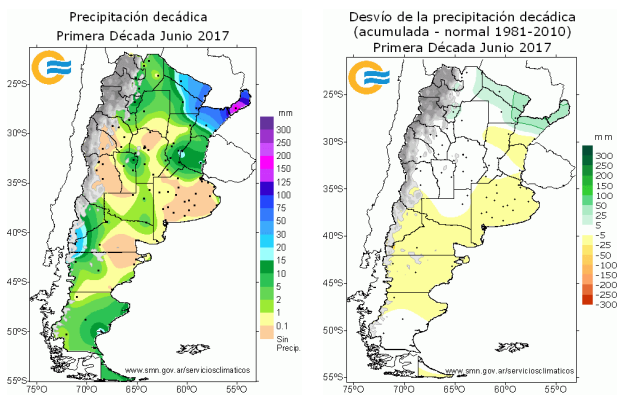 Precipitación decádica
Primera Década Junio 2017
25°S
30°S
35°S
40°S
45°S
50°S
55°S
75°O
70°O
65°O
60°O
55°O
mm
300
250
200
150
125
100
75
50
30
20
15
10
5
2
1
0.1
Sin
Precip.
www.smn.gov.ar/serviciosclimaticos
Desvío de la precipitación decádica
(acumulada - normal 1981-2010)
Primera Década Junio 2017
25°S
30°S
35°S
40°S
45°S
50°S
55°S
75°O
70°O
65°O
60°O
55°O
mm
300
250
200
150
100
50
25
5
-5
-25
-50
-100
-150
-200
-250
-300
www.smn.gov.ar/serviciosclimaticos